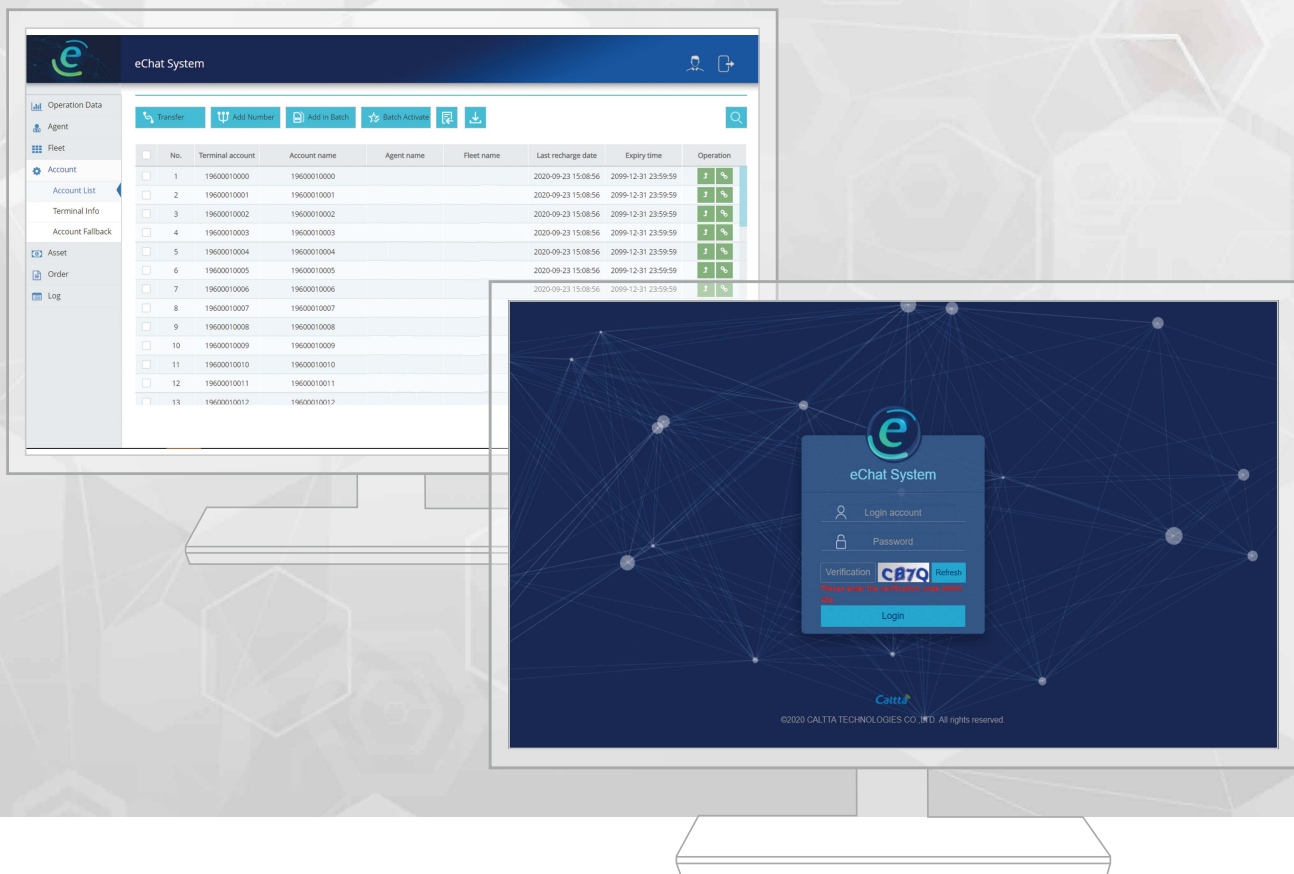 e
eChat System
Operation Data
Agent
Fleet
Account
Account List
Terminal Info
Account Fallback
Asset
Order
Log
Transfer Add Number Add in Batch Batch Activate
No. Terminal account Account name Agent name Fleet name Last recharge date Expiry time Operation
1 19600010000 19600010000 2020-09-23 15:08:56 2099-12-31 23:59:59
2 19600010001 19600010001 2020-09-23 15:08:56 2099-12-31 23:59:59
3 19600010002 19600010002 2020-09-23 15:08:56 2099-12-31 23:59:59
4 19600010003 19600010003 2020-09-23 15:08:56 2099-12-31 23:59:59
5 19600010004 19600010004 2020-09-23 15:08:56 2099-12-31 23:59:59
6 19600010005 19600010005 2020-09-23 15:08:56 2099-12-31 23:59:59
7 19600010006 19600010006 2020-09-23 15:08:56 2099-12-31 23:59:59
8 19600010007 19600010007
9 19600010008 19600010008
10 19600010009 19600010009
11 19600010010 19600010010
12 19600010011 19600010011
13 19600010012 19600010012
e
eChat System
Login account
Password
Verification CB7Q Refresh
Please enter the verification code
Login
Caltta
©2020 CALTTA TECHNOLOGIES CO.,LTD. All rights reserved.